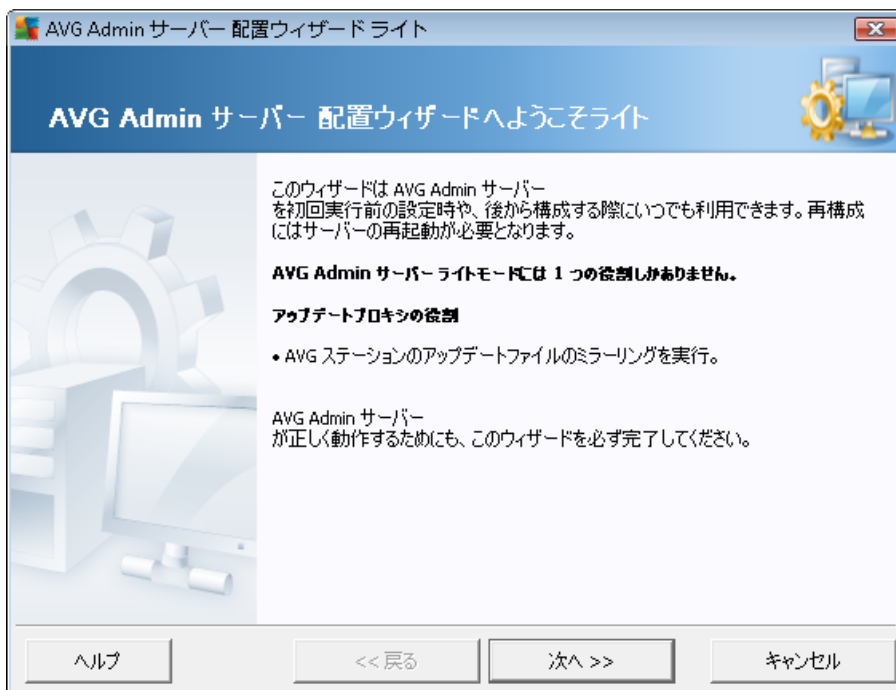 AVG Admin サーバー 配置ウィザード ライト
AVG Admin サーバー 配置ウィザードへようこそライト
このウィザードは AVG Admin サーバー
を初回実行前の設定時や、後から構成する際にいつでも利用できます。再構成
にはサーバーの再起動が必要となります。
AVG Admin サーバー ライトモードには 1 つの役割しかありません。
アップデートプロキシの役割
• AVG ステーションのアップデートファイルのミラーリングを実行。
AVG Admin サーバー
が正しく動作するためにも、このウィザードを必ず完了してください。
ヘルプ
<< 戻る
次へ >>
キャンセル